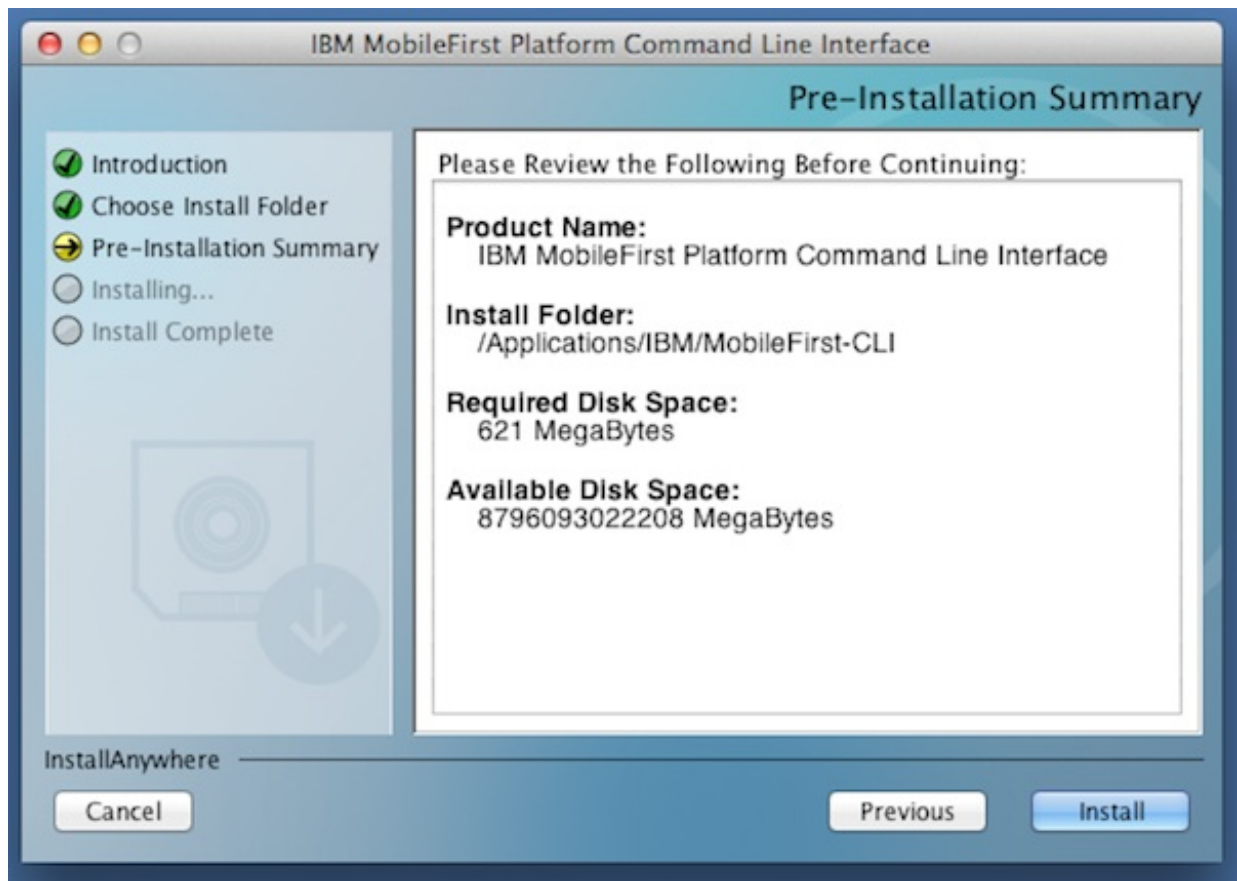 IBM MobileFirst Platform Command Line Interface
Pre-Installation Summary
Introduction
Choose Install Folder
Pre-Installation Summary
Installing...
Install Complete
Please Review the Following Before Continuing:
Product Name:
IBM MobileFirst Platform Command Line Interface
Install Folder:
/Applications/IBM/MobileFirst-CLI
Required Disk Space:
621 MegaBytes
Available Disk Space:
8796093022208 MegaBytes
InstallAnywhere
Cancel
Previous
Install